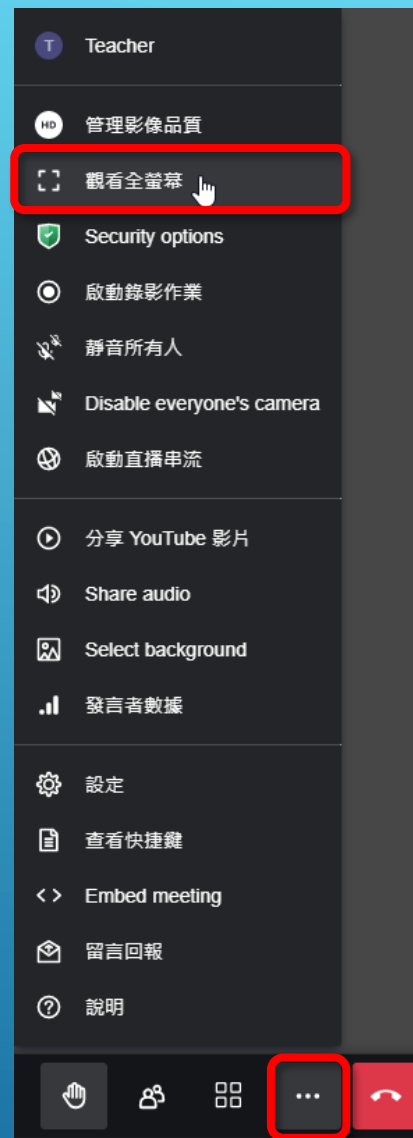 T Teacher
HD 管理影像品質
觀看全螢幕
Security options
啟動錄影作業
靜音所有人
Disable everyone's camera
啟動直播串流
分享 YouTube 影片
Share audio
Select background
發言者數據
設定
查看快捷鍵
Embed meeting
留言回報
說明